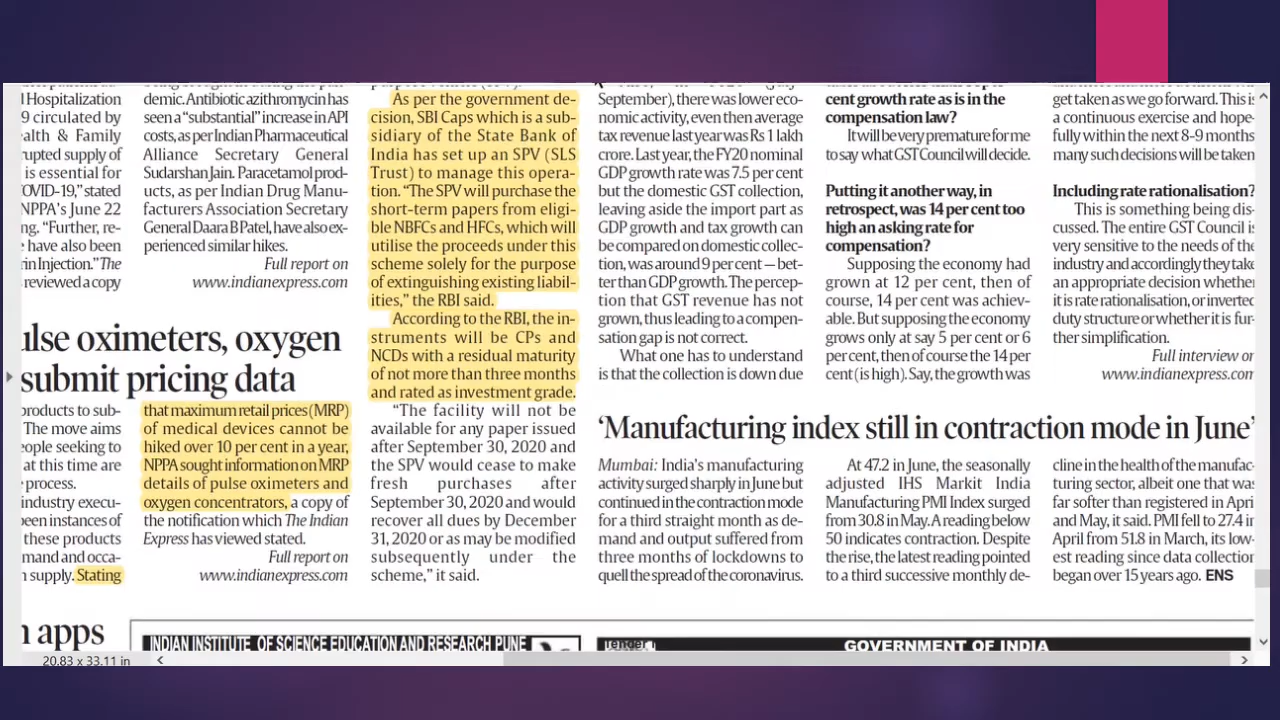 l Hospitalization
9 circulated by
alth & Family
rupted supply of
is essential for
OVID-19,” stated
NPPA’s June 22
ng. “Further, re-
have also been
rin Injection.” The
reviewed a copy
demic. Antibiotic azithromycin has
seen a “substantial” increase in API
costs, as per Indian Pharmaceutical
Alliance Secretary General
Sudarshan Jain. Paracetamol prod-
ucts, as per Indian Drug Manu-
facturers Association Secretary
General Daara B Patel, have also ex-
perienced similar hikes.
Full report on
www.indianexpress.com
ulse oximeters, oxygen
submit pricing data
products to sub-
The move aims
eople seeking to
at this time are
process.
industry execu-
been instances of
these products
mand and occa-
n supply. Stating
that maximum retail prices (MRP)
of medical devices cannot be
hiked over 10 per cent in a year,
NPPA sought information on MRP
details of pulse oximeters and
oxygen concentrators, a copy of
the notification which The Indian
Express has viewed stated.
Full report on
www.indianexpress.com
n apps
As per the government de-
cision, SBI Caps which is a sub-
sidiary of the State Bank of
India has set up an SPV (SLS
Trust) to manage this opera-
tion. “The SPV will purchase the
short-term papers from eligi-
ble NBFCs and HFCs, which will
utilise the proceeds under this
scheme solely for the purpose
of extinguishing existing liabil-
ities,” the RBI said.
According to the RBI, the in-
struments will be CPs and
NCDs with a residual maturity
of not more than three months
and rated as investment grade.
“The facility will not be
available for any paper issued
after September 30, 2020 and
the SPV would cease to make
fresh purchases after
September 30, 2020 and would
recover all dues by December
31, 2020 or as may be modified
subsequently under the
scheme,” it said.
September), there was lower eco-
nomic activity, even then average
tax revenue last year was Rs 1 lakh
crore. Last year, the FY20 nominal
GDP growth rate was 7.5 per cent
but the domestic GST collection,
leaving aside the import part as
GDP growth and tax growth can
be compared on domestic collec-
tion, was around 9 per cent — bet-
ter than GDP growth. The percep-
tion that GST revenue has not
grown, thus leading to a compen-
sation gap is not correct.
What one has to understand
is that the collection is down due
cent growth rate as is in the
compensation law?
It will be very premature for me
to say what GST Council will decide.
Putting it another way, in
retrospect, was 14 per cent too
high an asking rate for
compensation?
Supposing the economy had
grown at 12 per cent, then of
course, 14 per cent was achiev-
able. But supposing the economy
grows only at say 5 per cent or 6
per cent, then of course the 14 per
cent (is high). Say, the growth was
get taken as we go forward. This is
a continuous exercise and hope-
fully within the next 8-9 months
many such decisions will be taken
Including rate rationalisation?
This is something being dis-
cussed. The entire GST Council is
very sensitive to the needs of the
industry and accordingly they take
an appropriate decision whether
it is rate rationalisation, or inverted
duty structure or whether it is fur-
ther simplification.
Full interview on
www.indianexpress.com
‘Manufacturing index still in contraction mode in June’
Mumbai: India’s manufacturing
activity surged sharply in June but
continued in the contraction mode
for a third straight month as de-
mand and output suffered from
three months of lockdowns to
quell the spread of the coronavirus.
At 47.2 in June, the seasonally
adjusted IHS Markit India
Manufacturing PMI Index surged
from 30.8 in May. A reading below
50 indicates contraction. Despite
the rise, the latest reading pointed
to a third successive monthly de-
cline in the health of the manufac-
turing sector, albeit one that was
far softer than registered in April
and May, it said. PMI fell to 27.4 in
April from 51.8 in March, its low-
est reading since data collection
began over 15 years ago. ENS
INDIAN INSTITUTE OF SCIENCE EDUCATION AND RESEARCH PUNE
GOVERNMENT OF INDIA
20.83 x 33.11 in